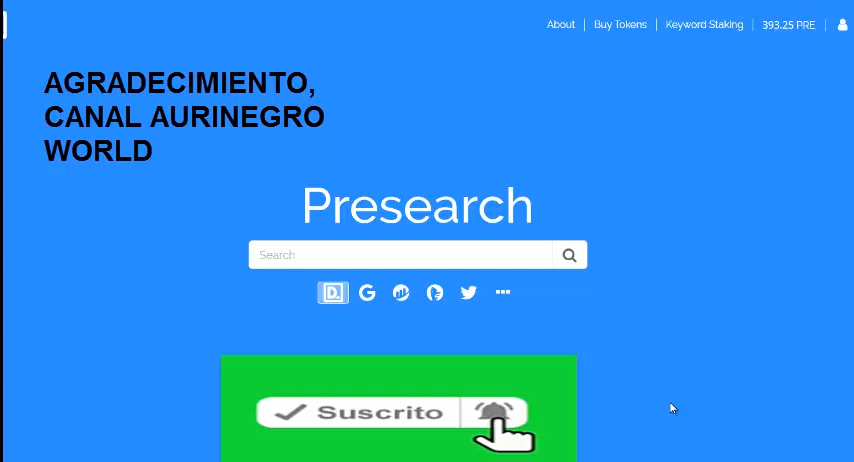 About
Buy Tokens
Keyword Staking
393.25 PRE
AGRADECIMIENTO,
CANAL AURINEGRO
WORLD
Presearch
Search
D.
G
Suscrito